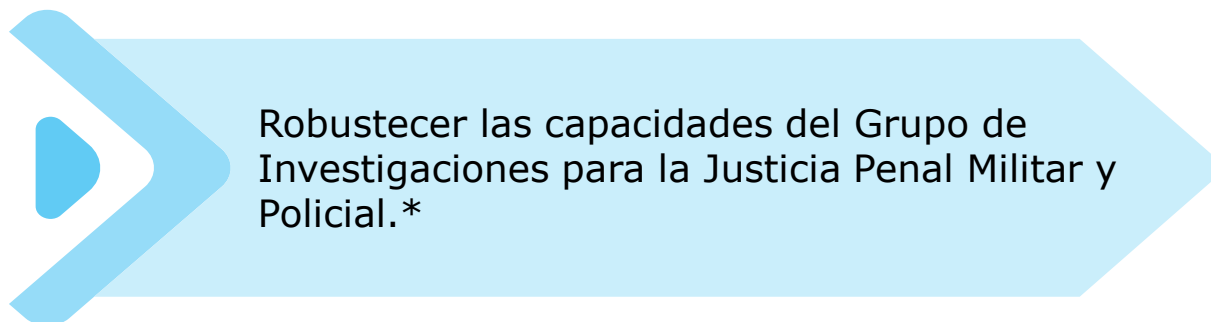 Robustecer las capacidades del Grupo de
Investigaciones para la Justicia Penal Militar y
Policial.*